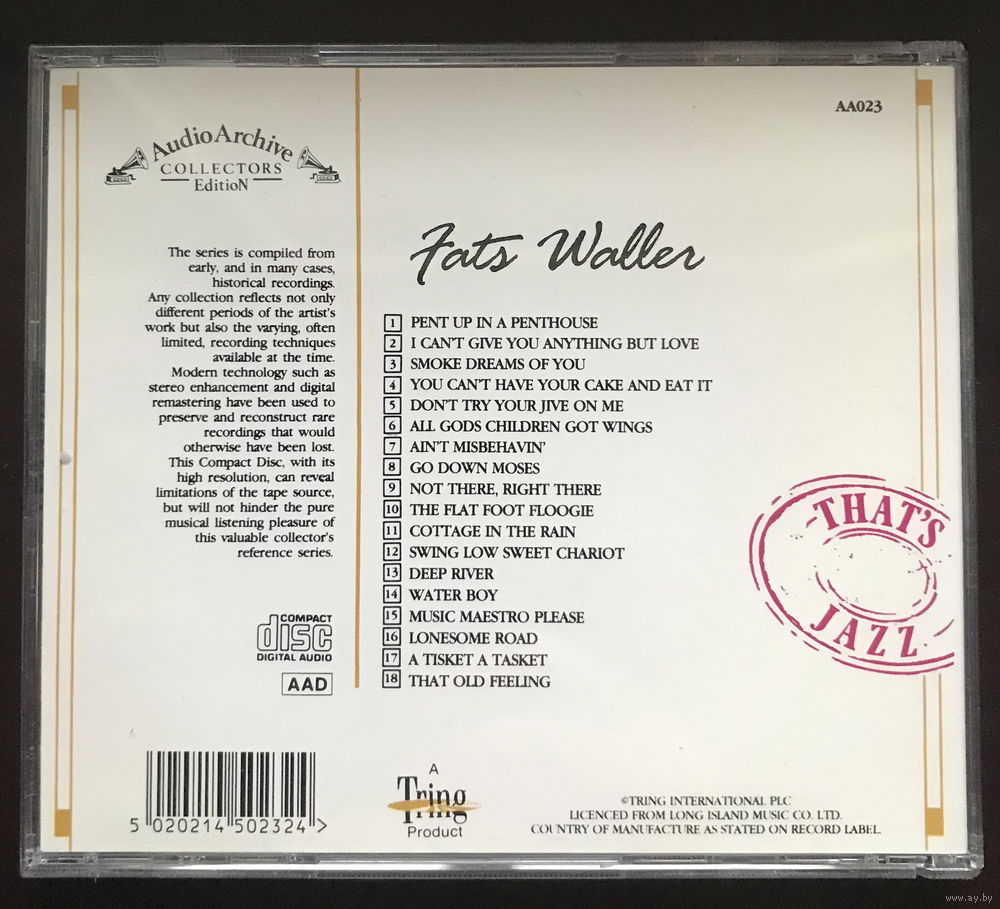 AA023
Audio Archive
COLLECTORS
EditioN
The series is compiled from
early, and in many cases,
historical recordings.
Any collection reflects not only
different periods of the artist's
work but also the varying, often
limited, recording techniques
available at the time.
Modern technology such as
stereo enhancement and digital
remastering have been used to
preserve and reconstruct rare
recordings that would
otherwise have been lost.
This Compact Disc, with its
high resolution, can reveal
limitations of the tape source,
but will not hinder the pure
musical listening pleasure of
this valuable collector's
reference series.
COMPACT
disc
DIGITAL AUDIO
AAD
5 020214 502324 >
Fats Waller
1 PENT UP IN A PENTHOUSE
2 I CAN'T GIVE YOU ANYTHING BUT LOVE
3 SMOKE DREAMS OF YOU
4 YOU CAN'T HAVE YOUR CAKE AND EAT IT
5 DON'T TRY YOUR JIVE ON ME
6 ALL GODS CHILDREN GOT WINGS
7 AIN'T MISBEHAVIN'
8 GO DOWN MOSES
9 NOT THERE, RIGHT THERE
10 THE FLAT FOOT FLOOGIE
11 COTTAGE IN THE RAIN
12 SWING LOW SWEET CHARIOT
13 DEEP RIVER
14 WATER BOY
15 MUSIC MAESTRO PLEASE
16 LONESOME ROAD
17 A TISKET A TASKET
18 THAT OLD FEELING
THAT'S
JAZZ
A
Tring
Product
©TRING INTERNATIONAL PLC
LICENCED FROM LONG ISLAND MUSIC CO. LTD.
COUNTRY OF MANUFACTURE AS STATED ON RECORD LABEL.
www.ay.by